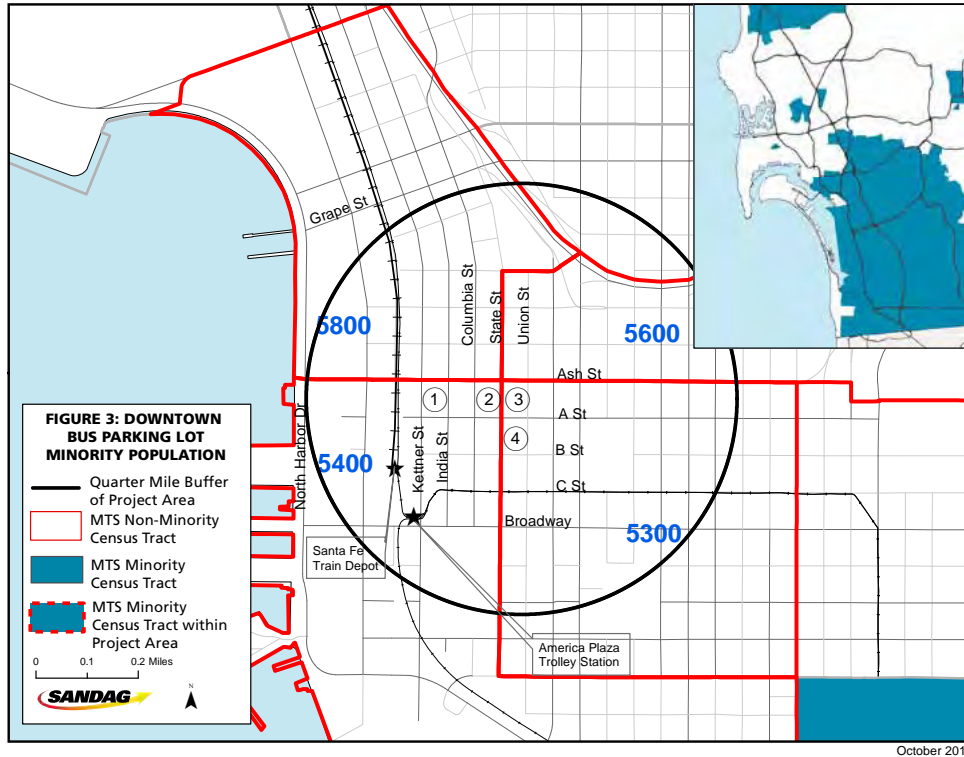 Grape St
Columbia St
State St
Union St
5800
5600
Ash St
1
2
3
A St
4
B St
North Harbor Dr
5400
Kettner St
India St
C St
Broadway
5300
Santa Fe
Train Depot
America Plaza
Trolley Station
FIGURE 3: DOWNTOWN
BUS PARKING LOT
MINORITY POPULATION
Quarter Mile Buffer
of Project Area
MTS Non-Minority
Census Tract
MTS Minority
Census Tract
MTS Minority
Census Tract within
Project Area
0 0.1 0.2 Miles
SANDAG
N
October 201